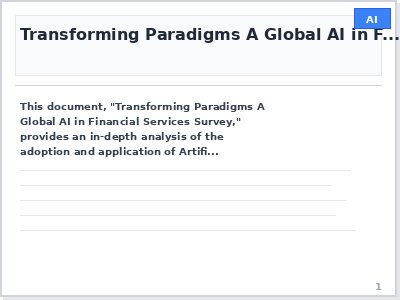 AI
Transforming Paradigms A Global AI in F...
This document, "Transforming Paradigms A
Global AI in Financial Services Survey,"
provides an in-depth analysis of the
adoption and application of Artifi...
1